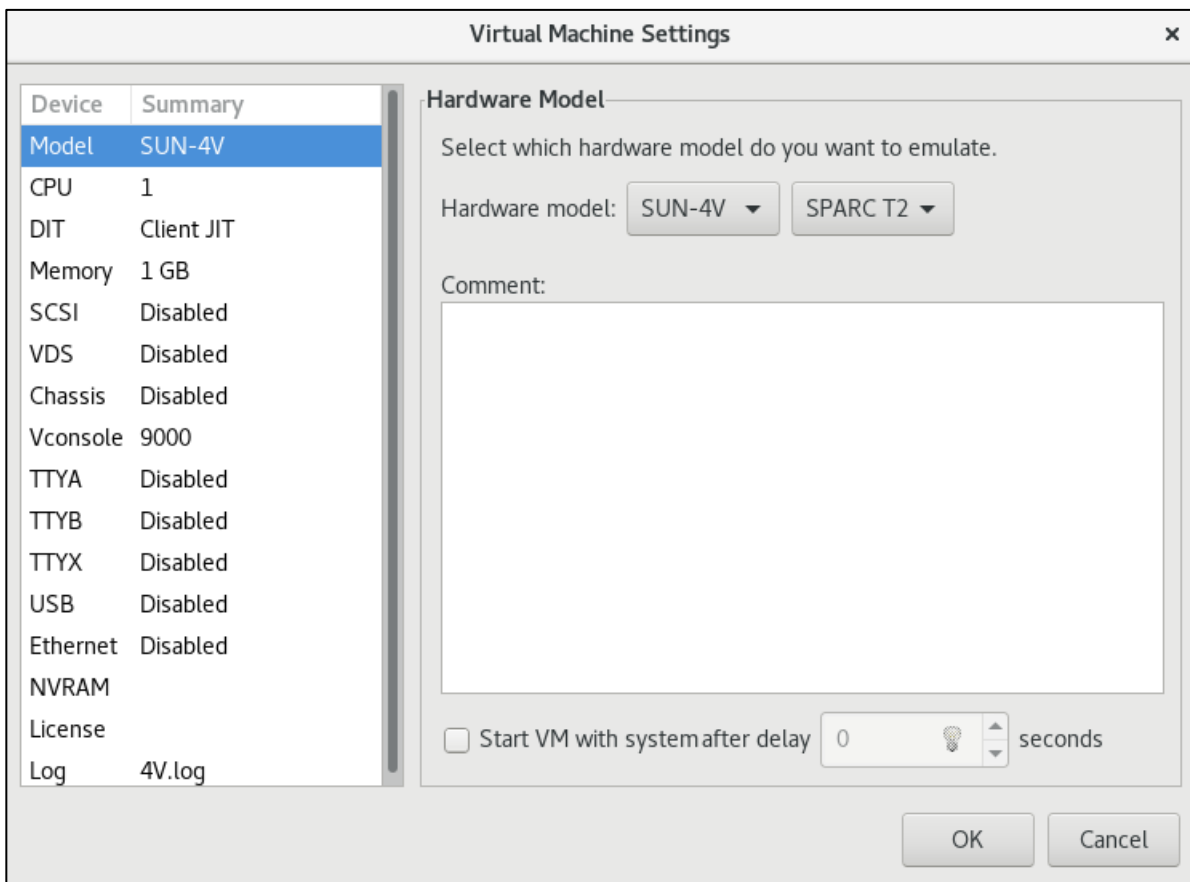 Virtual Machine Settings ×
Device Summary
Model SUN-4V
CPU 1
DIT Client JIT
Memory 1 GB
SCSI Disabled
VDS Disabled
Chassis Disabled
Vconsole 9000
TTYA Disabled
TTYB Disabled
TTYX Disabled
USB Disabled
Ethernet Disabled
NVRAM
License
Log 4V.log
Hardware Model
Select which hardware model do you want to emulate.
Hardware model: SUN-4V SPARC T2
Comment:
Start VM with system after delay 0 seconds
OK Cancel